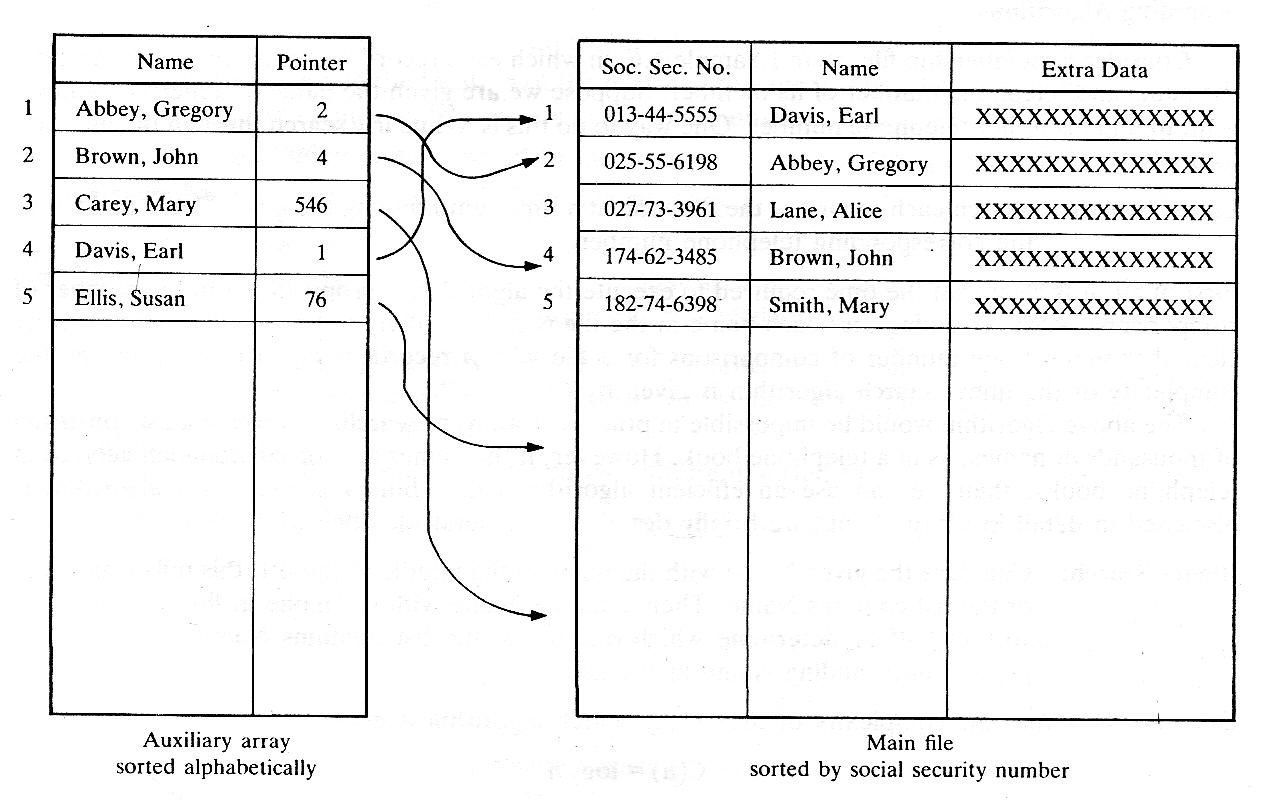 Name Pointer
1 Abbey, Gregory 2
2 Brown, John 4
3 Carey, Mary 546
4 Davis, Earl 1
5 Ellis, Susan 76
Auxiliary array
sorted alphabetically
Soc. Sec. No. Name Extra Data
1 013-44-5555 Davis, Earl XXXXXXXXXXXXXX
2 025-55-6198 Abbey, Gregory XXXXXXXXXXXXXX
3 027-73-3961 Lane, Alice XXXXXXXXXXXXXX
4 174-62-3485 Brown, John XXXXXXXXXXXXXX
5 182-74-6398 Smith, Mary XXXXXXXXXXXXXX
Main file
sorted by social security number